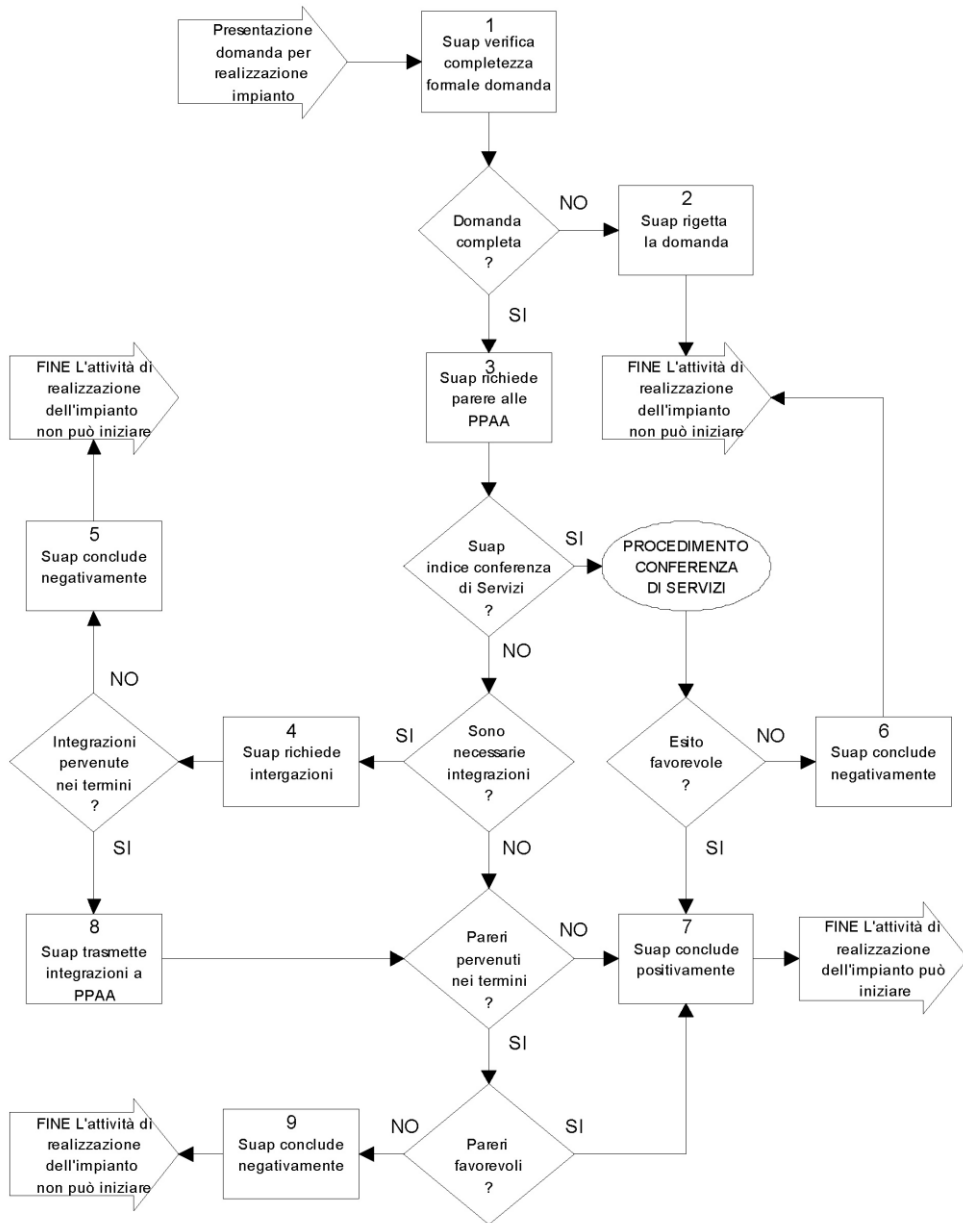 Presentazione
domanda per
realizzazione
impianto
1
Suap verifica
completezza
formale domanda
Domanda
completa
?
NO
2
Suap rigetta
la domanda
SI
FINE L'attività di
realizzazione
dell'impianto
non può iniziare
3
Suap richiede
parere alle
PPAA
FINE L'attività di
realizzazione
dell'impianto
non può iniziare
5
Suap conclude
negativamente
Suap
indice conferenza
di Servizi
?
SI
PROCEDIMENTO
CONFERENZA
DI SERVIZI
NO
NO
Integrazioni
pervenute
nei termini
?
4
Suap richiede
intergazioni
SI
Sono
necessarie
integrazioni
?
Esito
favorevole
?
NO
6
Suap conclude
negativamente
SI
NO
SI
8
Suap trasmette
integrazioni a
PPAA
Pareri
pervenuti
nei termini
?
NO
7
Suap conclude
positivamente
FINE L'attività di
realizzazione
dell'impianto può
iniziare
SI
FINE L'attività di
realizzazione
dell'impianto
non può iniziare
9
Suap conclude
negativamente
NO
Pareri
favorevoli
?
SI